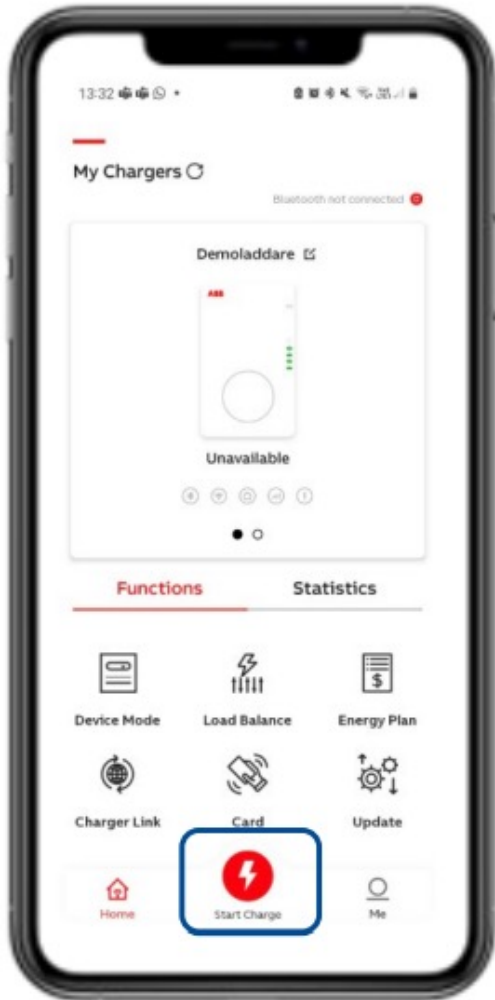 13:32
My Chargers
Bluetooth not connected
Demoladdare
ABB
Unavailable
Functions Statistics
Device Mode Load Balance Energy Plan
Charger Link Card Update
Home Start Charge Me